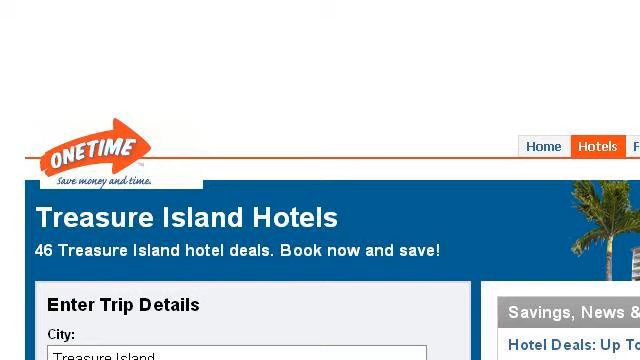 ONETIME
Save money and time.
Home Hotels F
Treasure Island Hotels
46 Treasure Island hotel deals. Book now and save!
Enter Trip Details
City:
Treasure Island
Savings, News &
Hotel Deals: Up To